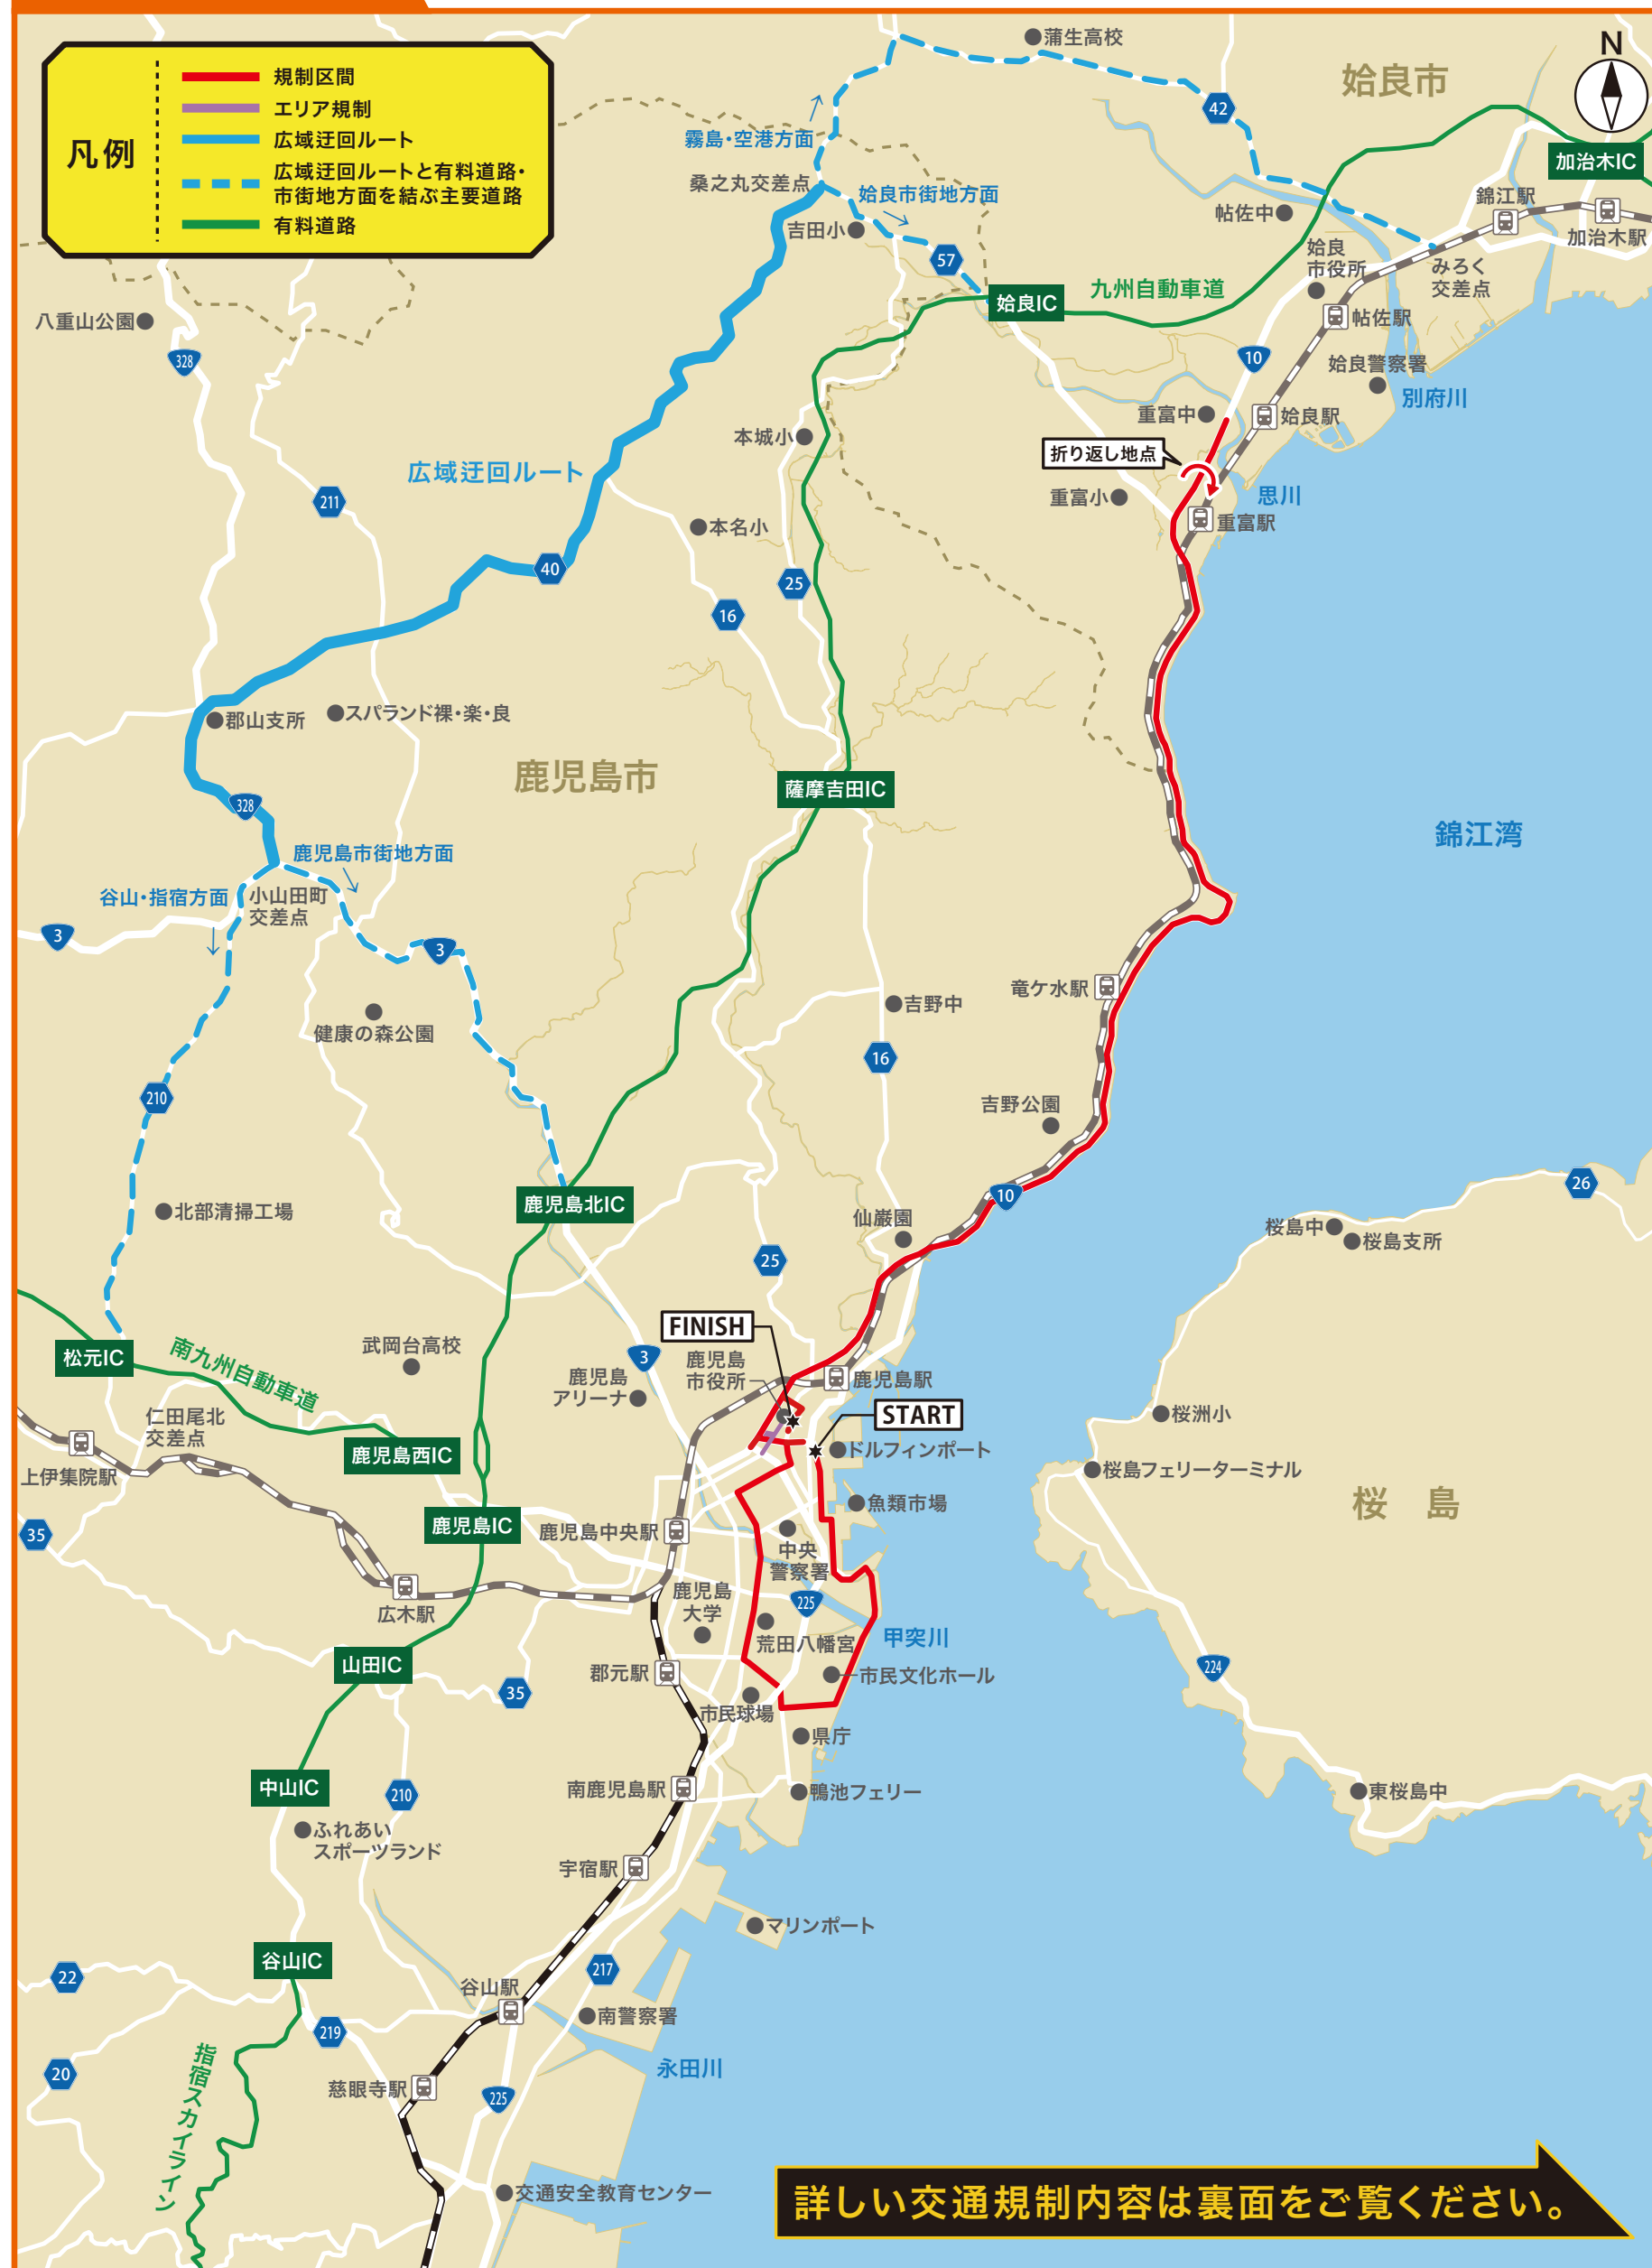 凡例
規制区間
エリア規制
広域迂回ルート
広域迂回ルートと有料道路・
市街地方面を結ぶ主要道路
有料道路
N
蒲生高校
姶良市
42
加治木IC
霧島・空港方面
桑之丸交差点
姶良市街地方面
吉田小
57
帖佐中
錦江駅
加治木駅
姶良
市役所
みろく
交差点
姶良IC
九州自動車道
帖佐駅
八重山公園
328
10
姶良警察署
別府川
重富中
姶良駅
本城小
折り返し地点
広域迂回ルート
211
重富小
思川
重富駅
本名小
40
25
16
郡山支所
スパランド裸・楽・良
鹿児島市
薩摩吉田IC
328
錦江湾
鹿児島市街地方面
谷山・指宿方面
小山田町
交差点
3
3
竜ケ水駅
吉野中
健康の森公園
16
210
吉野公園
鹿児島北IC
10
26
北部清掃工場
仙巌園
桜島中
桜島支所
25
FINISH
松元IC
南九州自動車道
武岡台高校
3
鹿児島
市役所
鹿児島駅
鹿児島
アリーナ
START
仁田尾北
交差点
桜洲小
鹿児島西IC
ドルフィンポート
上伊集院駅
桜島フェリーターミナル
魚類市場
桜 島
35
鹿児島IC
鹿児島中央駅
中央
警察署
広木駅
鹿児島
大学
225
荒田八幡宮
甲突川
山田IC
郡元駅
市民文化ホール
224
35
市民球場
県庁
中山IC
210
南鹿児島駅
鴨池フェリー
東桜島中
ふれあい
スポーツランド
宇宿駅
マリンポート
谷山IC
22
217
谷山駅
南警察署
219
永田川
20
指宿スカイライン
慈眼寺駅
225
交通安全教育センター
詳しい交通規制内容は裏面をご覧ください。